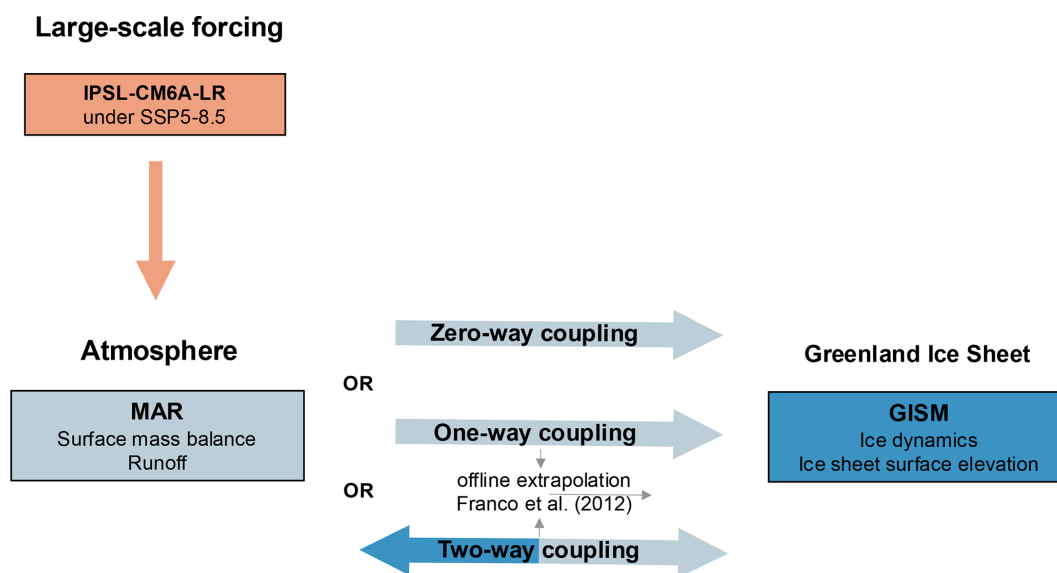 Large-scale forcing
IPSL-CM6A-LR
under SSP5-8.5
Atmosphere
MAR
Surface mass balance
Runoff
Zero-way coupling
OR
One-way coupling
offline extrapolation
Franco et al. (2012)
OR
Two-way coupling
Greenland Ice Sheet
GISM
Ice dynamics
Ice sheet surface elevation